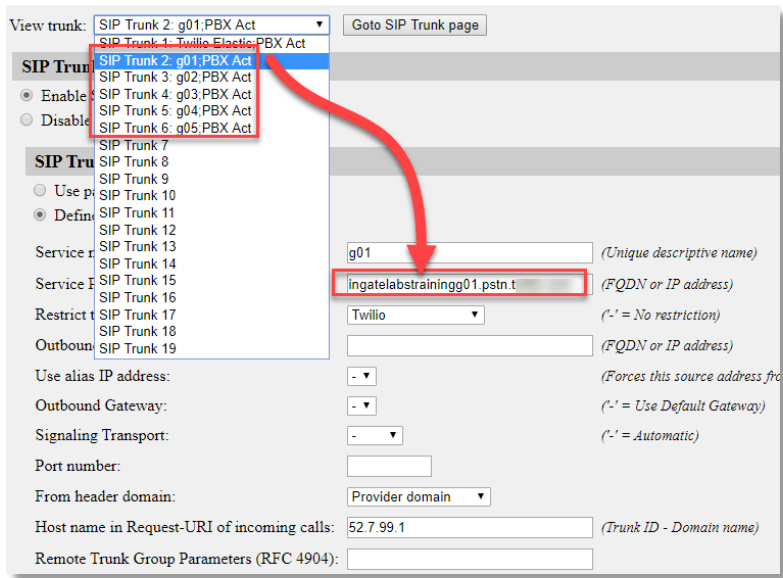 View trunk: SIP Trunk 2: g01;PBX Act Goto SIP Trunk page
SIP Trunk 1: Twilio Elastic;PBX Act
SIP Trunk 2: g01;PBX Act
SIP Trun
SIP Trunk 3: g02;PBX Act
Enable SIP Trunk 4: g03;PBX Act
SIP Trunk 5: g04;PBX Act
Disable SIP Trunk 6: g05;PBX Act
SIP Trunk 7
SIP Tru SIP Trunk 8
SIP Trunk 9
Use pa SIP Trunk 10
Define SIP Trunk 11
SIP Trunk 12
Service n SIP Trunk 13 g01 (Unique descriptive name)
SIP Trunk 14
Service P SIP Trunk 15 ingatelabstrainingg01.pstn.t (FQDN or IP address)
SIP Trunk 16
Restrict t SIP Trunk 17 Twilio ('-' = No restriction)
SIP Trunk 18
Outboun SIP Trunk 19 (FQDN or IP address)
Use alias IP address: - (Forces this source address fro
Outbound Gateway: - ('-' = Use Default Gateway)
Signaling Transport: - ('-' = Automatic)
Port number:
From header domain: Provider domain
Host name in Request-URI of incoming calls: 52.7.99.1 (Trunk ID - Domain name)
Remote Trunk Group Parameters (RFC 4904):